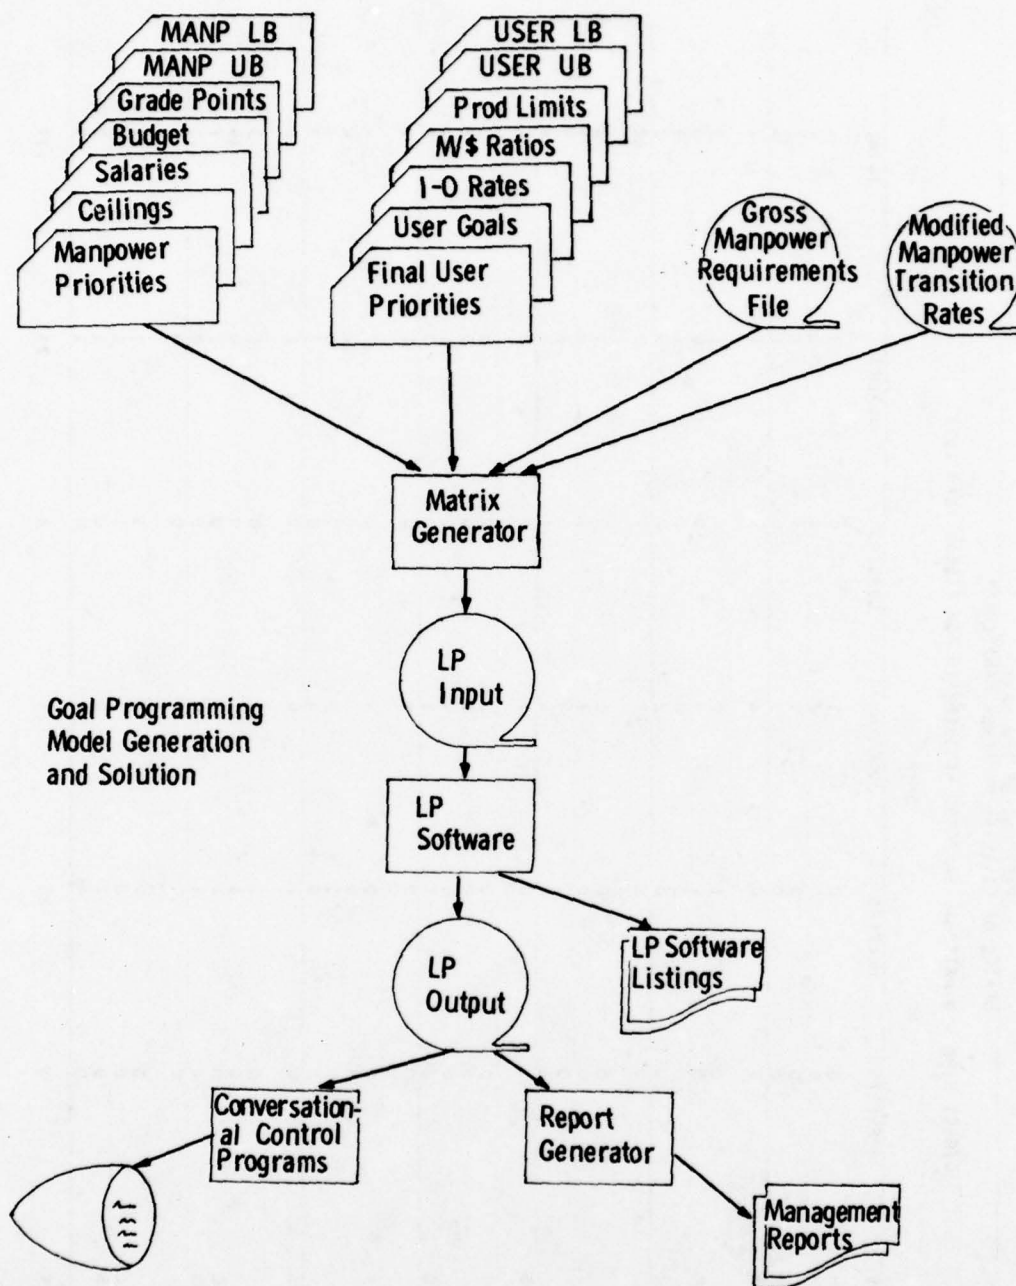 MANP LB
MANP UB
Grade Points
Budget
Salaries
Ceilings
Manpower
Priorities
USER LB
USER UB
Prod Limits
M/$ Ratios
I-O Rates
User Goals
Final User
Priorities
Gross
Manpower
Requirements
File
Modified
Manpower
Transition
Rates
Matrix
Generator
LP
Input
Goal Programming
Model Generation
and Solution
LP
Software
LP
Output
LP Software
Listings
Conversation-
al Control
Programs
Report
Generator
Management
Reports